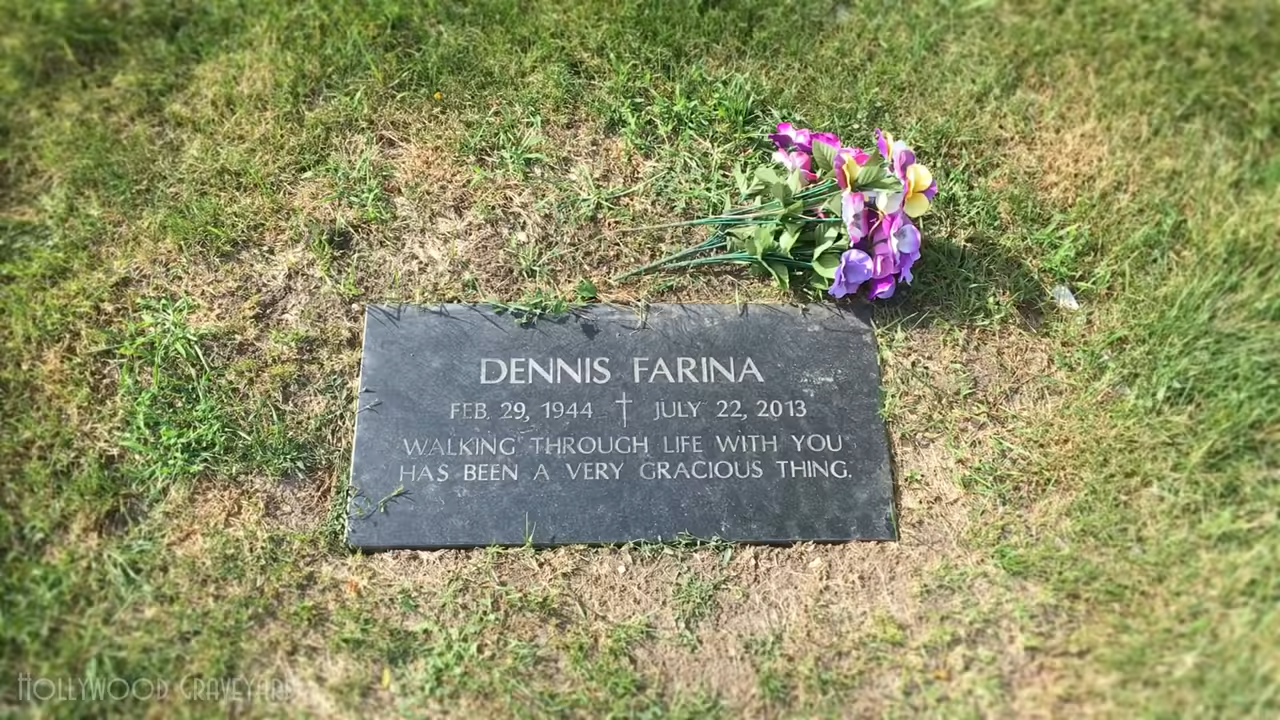 DENNIS FARINA
FEB. 29, 1944 † JULY 22, 2013
WALKING THROUGH LIFE WITH YOU
HAS BEEN A VERY GRACIOUS THING.
HOLLYWOOD GRAVEYARD